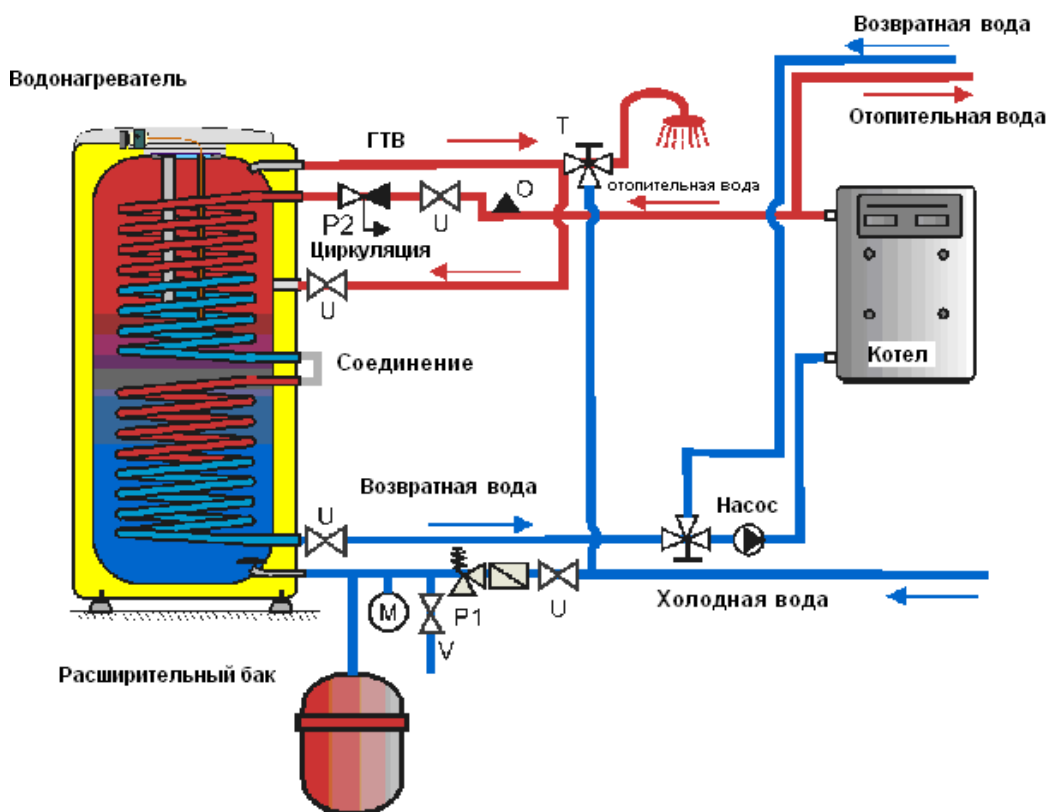 Возвратная вода
Водонагреватель
Отопительная вода
ГТВ
T
отопительная вода
O
P2
U
Циркуляция
U
Соединение
Котел
Возвратная вода
U
Насос
M
V
P1
U
Холодная вода
Расширительный бак